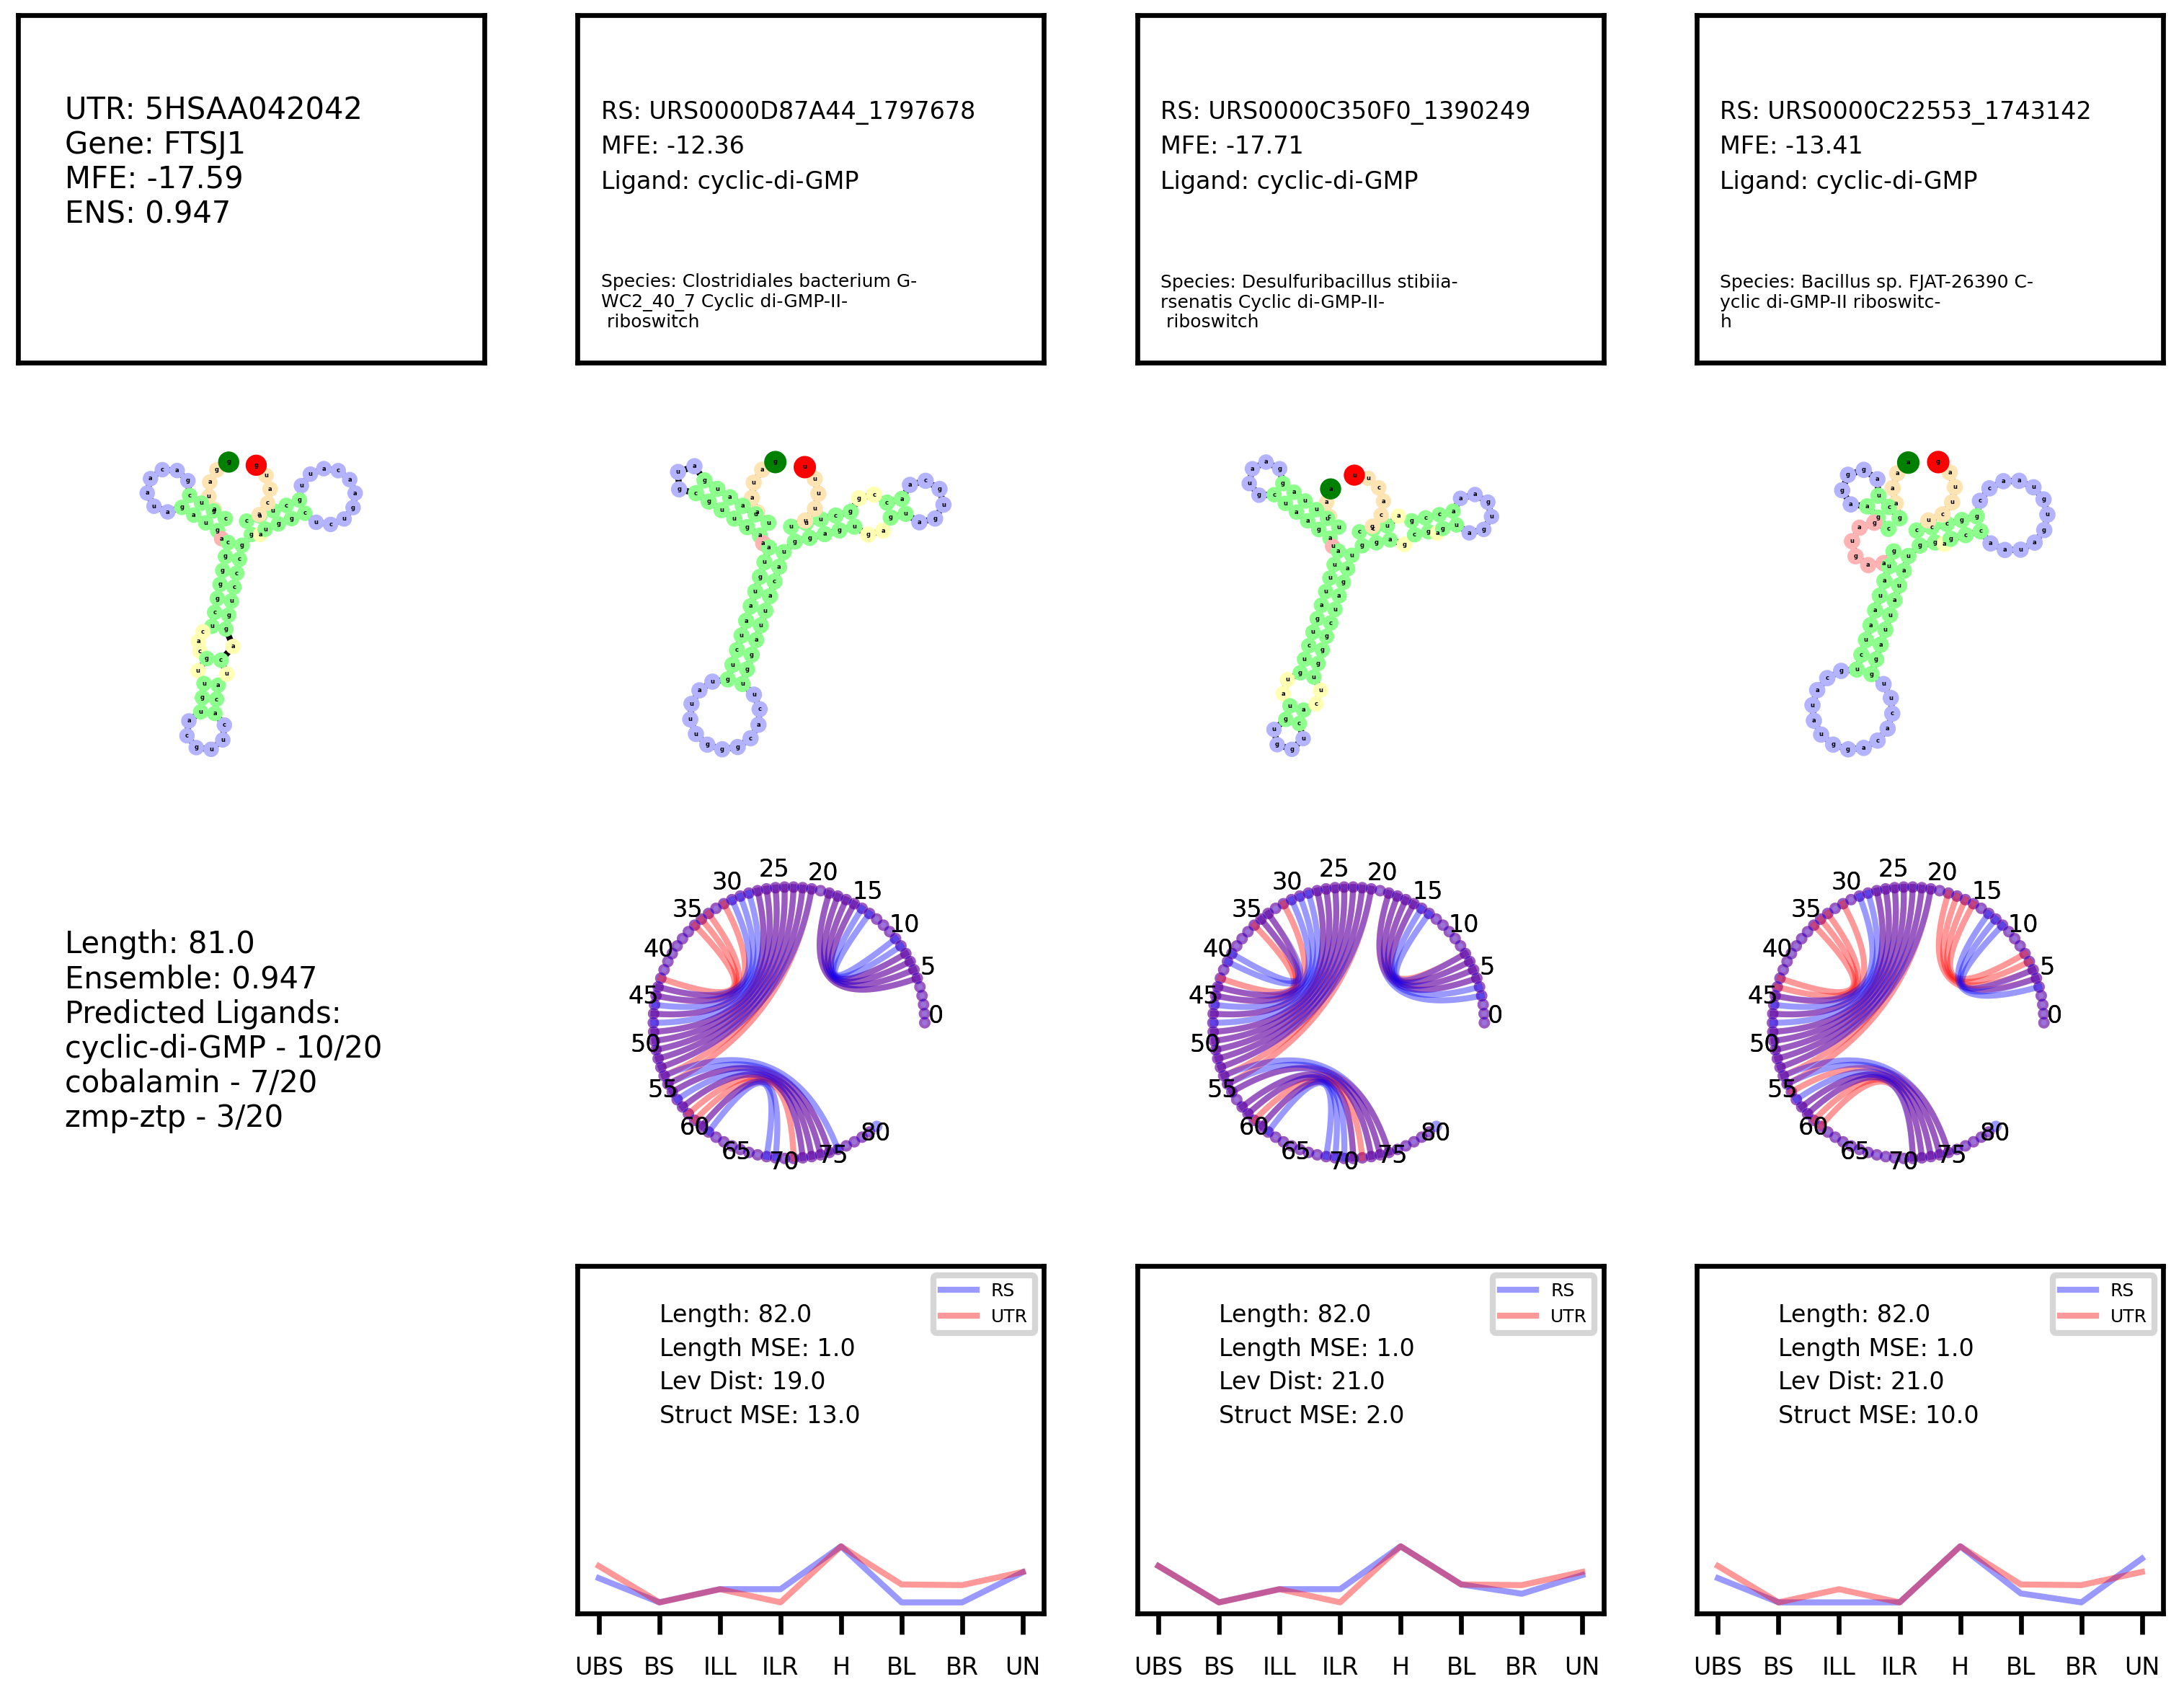 UTR: 5HSAA042042
Gene: FTSJ1
MFE: -17.59
ENS: 0.947
RS: URS0000D87A44_1797678
MFE: -12.36
Ligand: cyclic-di-GMP
Species: Clostridiales bacterium G-
WC2_40_7 Cyclic di-GMP-II-
riboswitch
RS: URS0000C350F0_1390249
MFE: -17.71
Ligand: cyclic-di-GMP
Species: Desulfuribacillus stibiia-
rsenatis Cyclic di-GMP-II-
riboswitch
RS: URS0000C22553_1743142
MFE: -13.41
Ligand: cyclic-di-GMP
Species: Bacillus sp. FJAT-26390 C-
yclic di-GMP-II riboswitc-
h
Length: 81.0
Ensemble: 0.947
Predicted Ligands:
cyclic-di-GMP - 10/20
cobalamin - 7/20
zmp-ztp - 3/20
0
5
10
15
20
25
30
35
40
45
50
55
60
65
70
75
80
0
5
10
15
20
25
30
35
40
45
50
55
60
65
70
75
80
0
5
10
15
20
25
30
35
40
45
50
55
60
65
70
75
80
RS
UTR
Length: 82.0
Length MSE: 1.0
Lev Dist: 19.0
Struct MSE: 13.0
UBS BS ILL ILR H BL BR UN
RS
UTR
Length: 82.0
Length MSE: 1.0
Lev Dist: 21.0
Struct MSE: 2.0
UBS BS ILL ILR H BL BR UN
RS
UTR
Length: 82.0
Length MSE: 1.0
Lev Dist: 21.0
Struct MSE: 10.0
UBS BS ILL ILR H BL BR UN